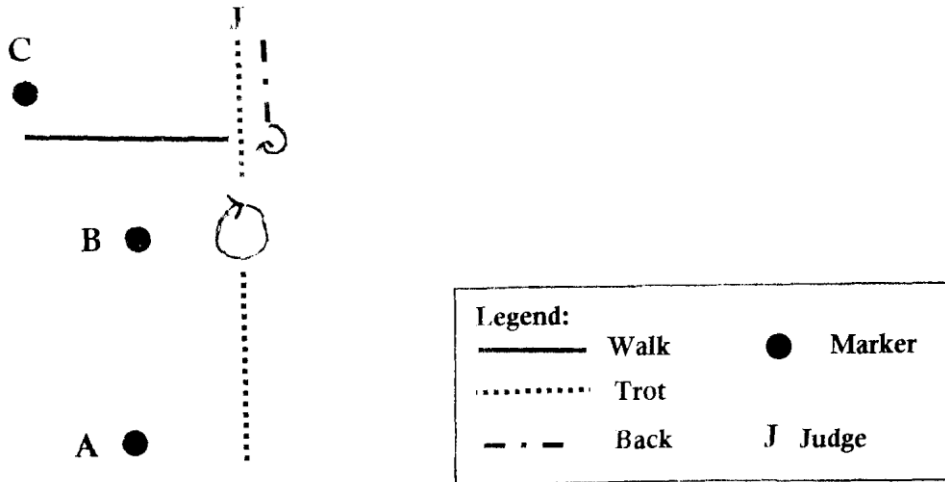 J
C
B
A
Legend:
Walk
Marker
Trot
Back
J Judge